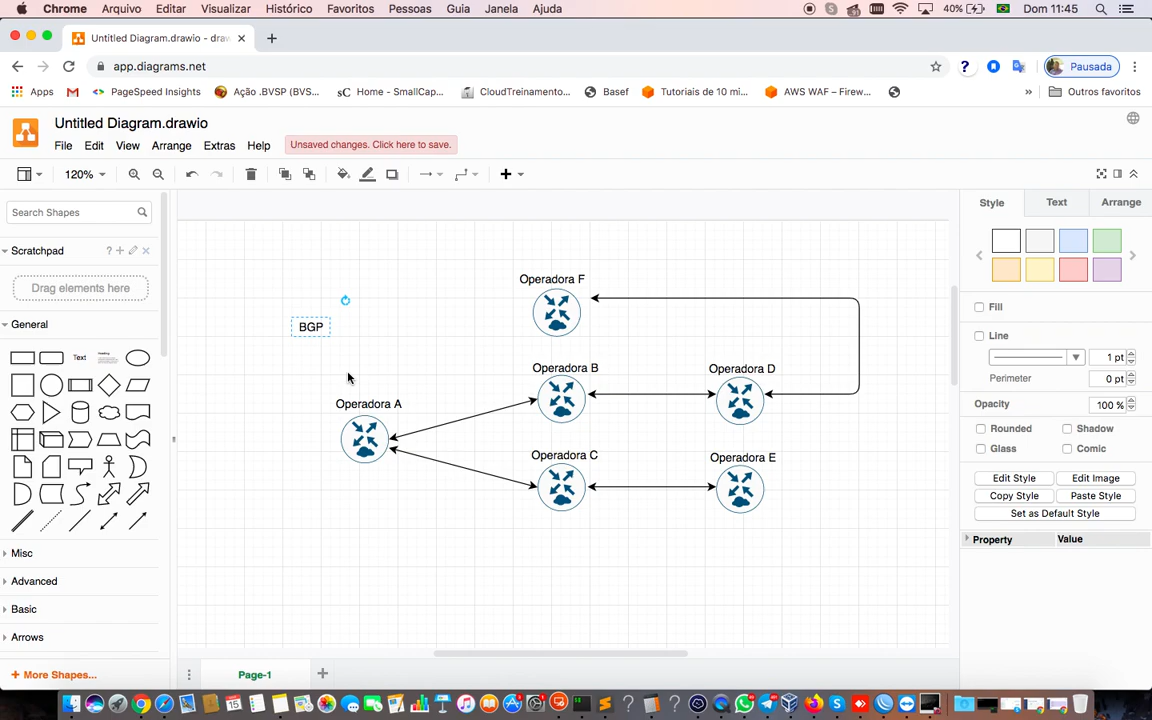 Chrome Arquivo Editar Visualizar Histórico Favoritos Pessoas Guia Janela Ajuda 40% Dom 11:45
Untitled Diagram.drawio - draw
app.diagrams.net
Pausada
Apps PageSpeed Insights Ação .BVSP (BVS... Home - SmallCap... CloudTreinamento... Basef Tutoriais de 10 mi... AWS WAF – Firew... » Outros favoritos
Untitled Diagram.drawio
File Edit View Arrange Extras Help Unsaved changes. Click here to save.
120%
Search Shapes
Style Text Arrange
Scratchpad
Drag elements here
General
Text
Heading
Misc
Advanced
Basic
Arrows
+ More Shapes...
Operadora F
BGP
Operadora B
Operadora D
Operadora A
Operadora C
Operadora E
Fill
Line 1 pt
Perimeter 0 pt
Opacity 100 %
Rounded Shadow
Glass Comic
Edit Style Edit Image
Copy Style Paste Style
Set as Default Style
Property Value
Page-1
15